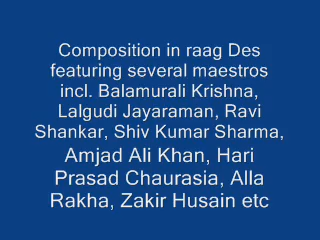 Composition in raag Des
featuring several maestros
incl. Balamurali Krishna,
Lalgudi Jayaraman, Ravi
Shankar, Shiv Kumar Sharma,
Amjad Ali Khan, Hari
Prasad Chaurasia, Alla
Rakha, Zakir Husain etc